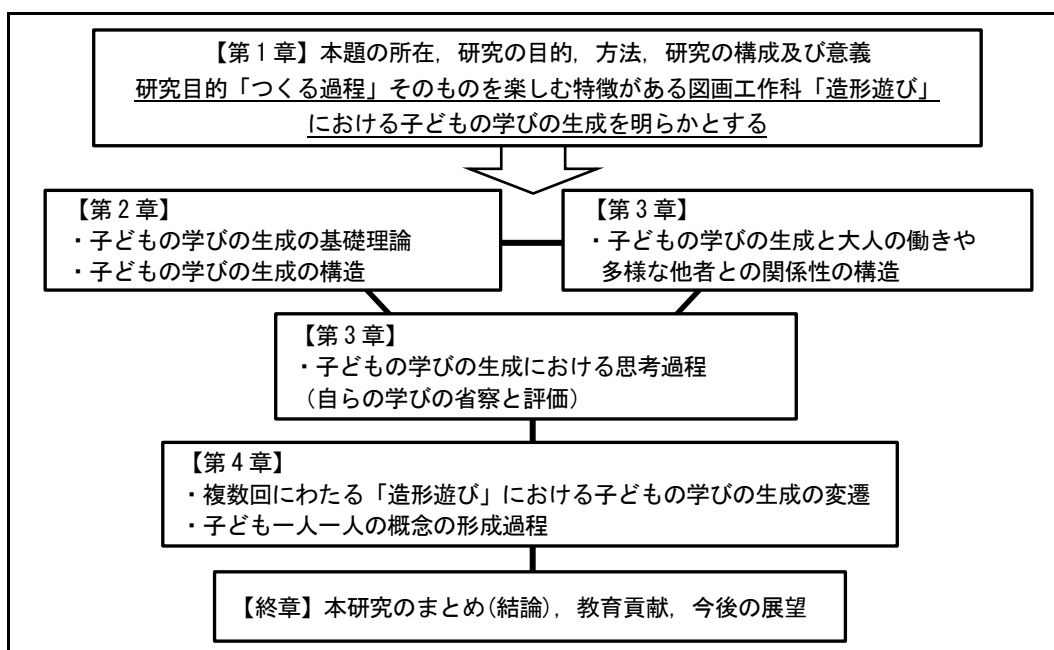 【第１章】本題の所在，研究の目的，方法，研究の構成及び意義
研究目的「つくる過程」そのものを楽しむ特徴がある図画工作科「造形遊び」
における子どもの学びの生成を明らかとする
【第２章】
・子どもの学びの生成の基礎理論
・子どもの学びの生成の構造
【第３章】
・子どもの学びの生成と大人の働きや
多様な他者との関係性の構造
【第３章】
・子どもの学びの生成における思考過程
（自らの学びの省察と評価）
【第４章】
・複数回にわたる「造形遊び」における子どもの学びの生成の変遷
・子ども一人一人の概念の形成過程
【終章】本研究のまとめ(結論)，教育貢献，今後の展望